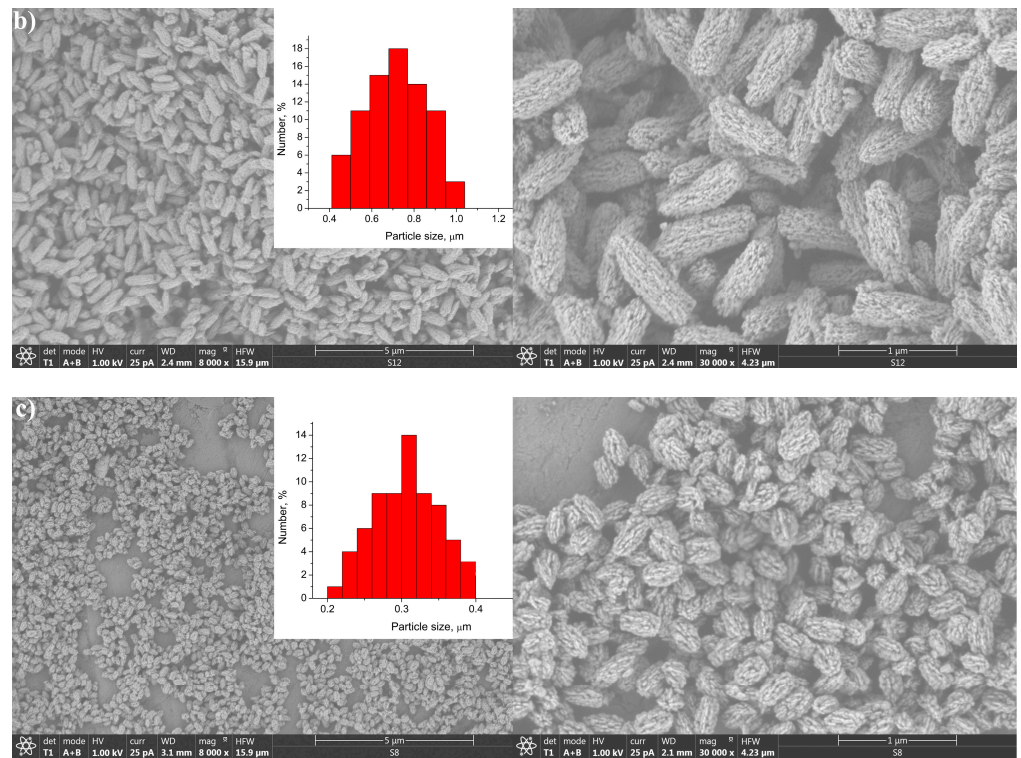 b)
18
16
14
12
10
8
6
4
2
0
Number, %
0.4 0.6 0.8 1.0 1.2
Particle size, μm
det mode HV curr WD mag HFW
T1 A+B 1.00 kV 25 pA 2.4 mm 8 000 x 15.9 μm
5 μm
S12
det mode HV curr WD mag HFW
T1 A+B 1.00 kV 25 pA 2.4 mm 30 000 x 4.23 μm
1 μm
S12
c)
14
12
10
8
6
4
2
0
Number, %
0.2 0.3 0.4
Particle size, μm
det mode HV curr WD mag HFW
T1 A+B 1.00 kV 25 pA 3.1 mm 8 000 x 15.9 μm
5 μm
S8
det mode HV curr WD mag HFW
T1 A+B 1.00 kV 25 pA 2.1 mm 30 000 x 4.23 μm
1 μm
S8